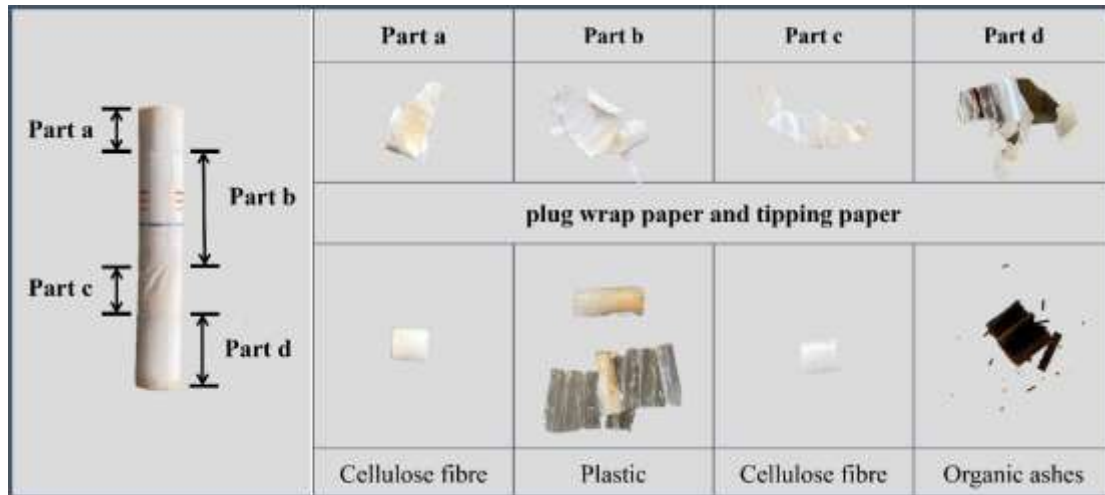 Part a
Part b
Part c
Part d
Part a
Part b
Part c
Part d
plug wrap paper and tipping paper
Cellulose fibre
Plastic
Cellulose fibre
Organic ashes